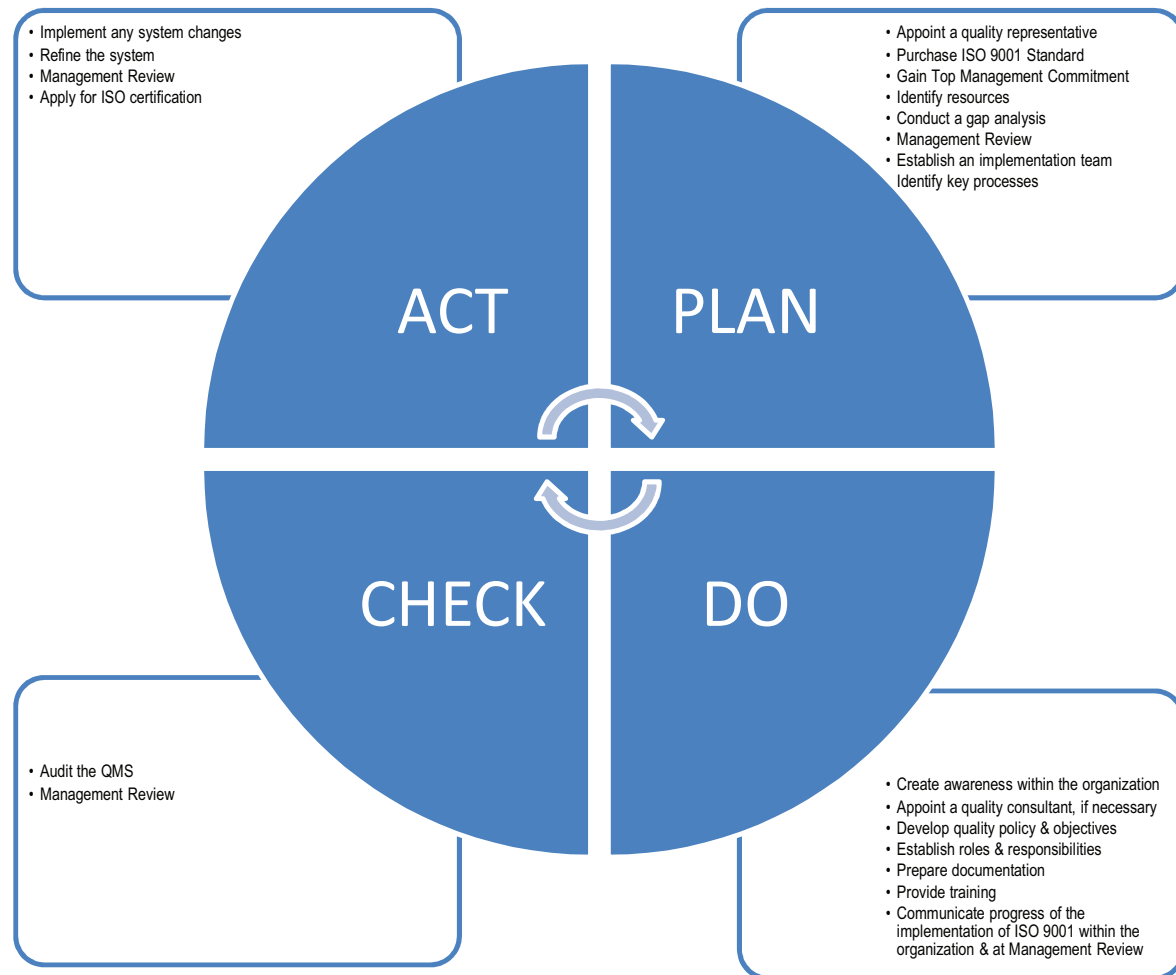 • Implement any system changes
• Refine the system
• Management Review
• Apply for ISO certification
• Appoint a quality representative
• Purchase ISO 9001 Standard
• Gain Top Management Commitment
• Identify resources
• Conduct a gap analysis
• Management Review
• Establish an implementation team
Identify key processes
ACT
PLAN
CHECK
DO
• Audit the QMS
• Management Review
• Create awareness within the organization
• Appoint a quality consultant, if necessary
• Develop quality policy & objectives
• Establish roles & responsibilities
• Prepare documentation
• Provide training
• Communicate progress of the
implementation of ISO 9001 within the
organization & at Management Review